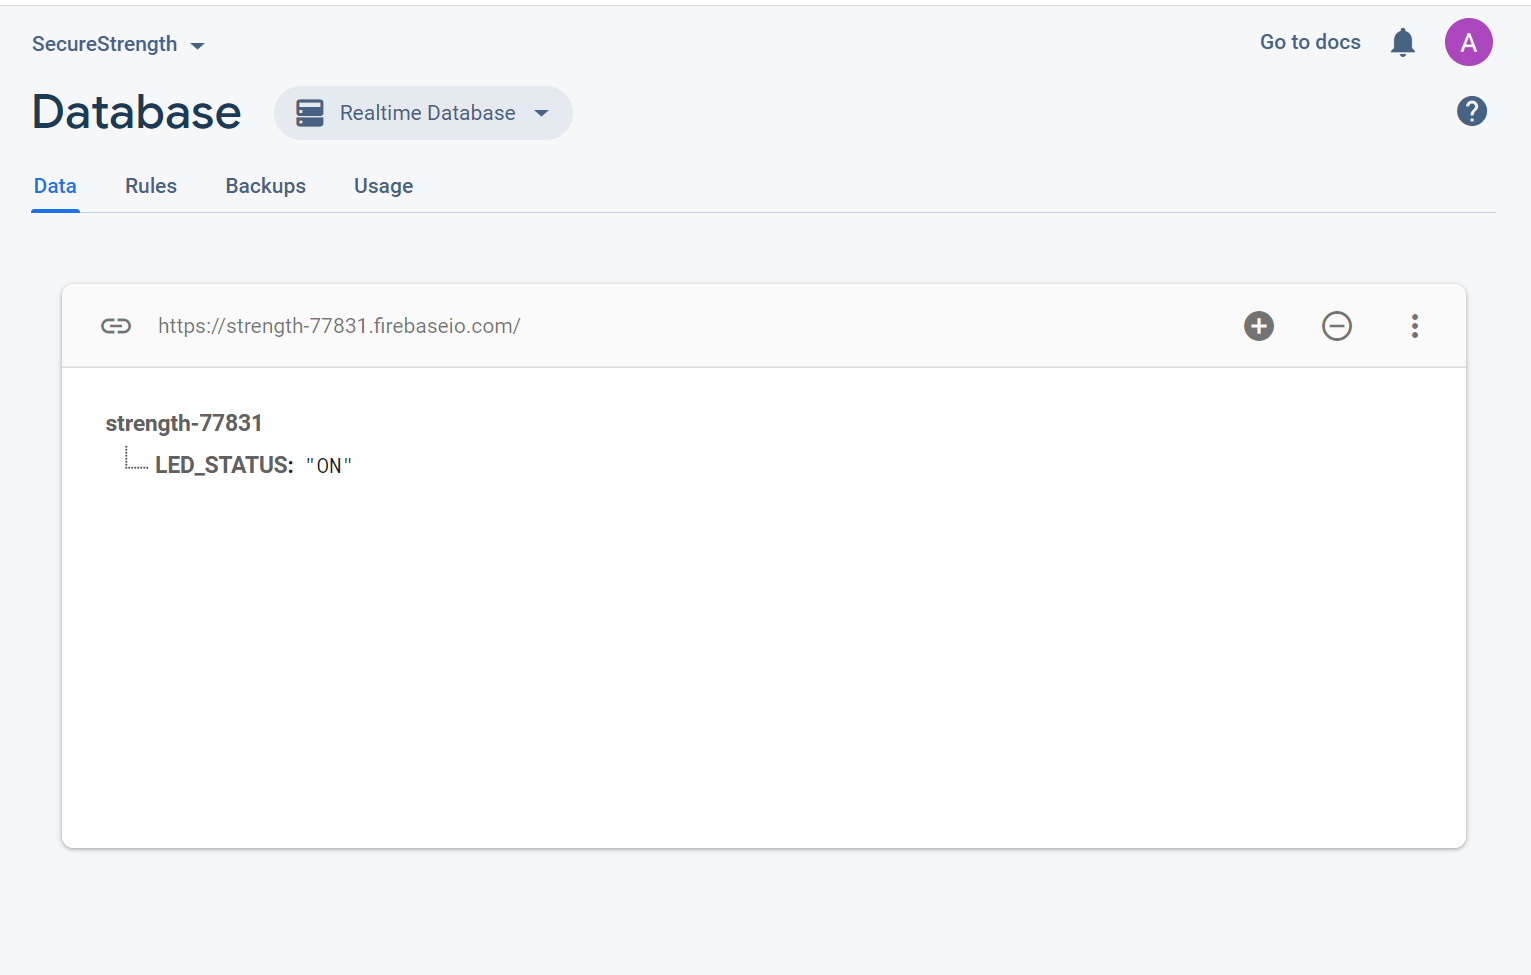 SecureStrength
Go to docs
A
Database
Realtime Database
?
Data
Rules
Backups
Usage
https://strength-77831.firebaseio.com/
strength-77831
LED_STATUS: "ON"